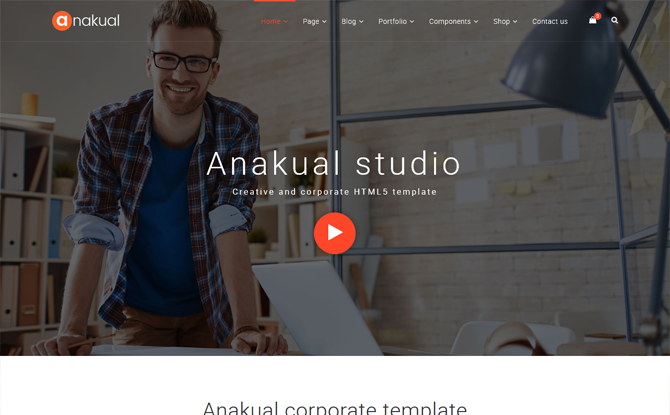 anakual
Home Page Blog Portfolio Components Shop Contact us
Anakual studio
Creative and corporate HTML5 template
Anakual corporate template